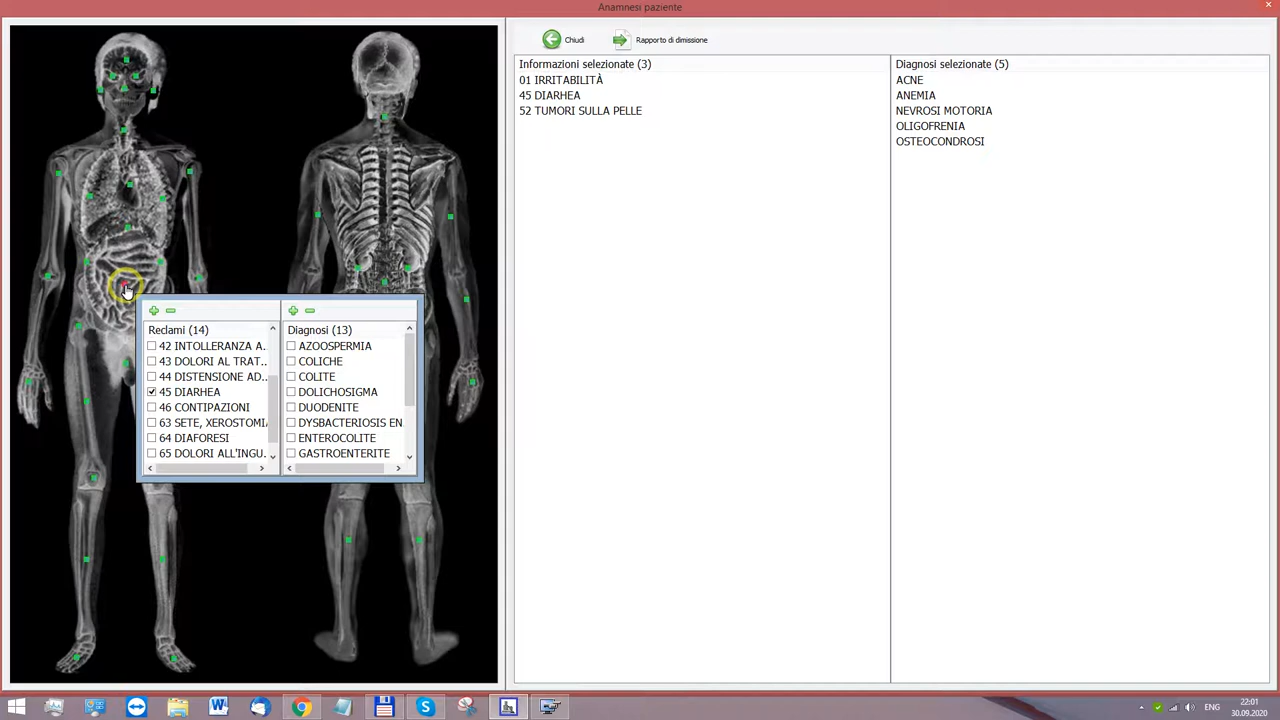 Anamnesi paziente
Chiudi
Rapporto di dimissione
Informazioni selezionate (3)
01 IRRITABILITÀ
45 DIARHEA
52 TUMORI SULLA PELLE
Diagnosi selezionate (5)
ACNE
ANEMIA
NEVROSI MOTORIA
OLIGOFRENIA
OSTEOCONDROSI
Reclami (14)
42 INTOLLERANZA A..
43 DOLORI AL TRAT..
44 DISTENSIONE AD..
45 DIARHEA
46 CONTIPAZIONI
63 SETE, XEROSTOMI
64 DIAFORESI
65 DOLORI ALL'INGU..
Diagnosi (13)
AZOOSPERMIA
COLICHE
COLITE
DOLICHOSIGMA
DUODENITE
DYSBACTERIOSIS EN
ENTEROCOLITE
GASTROENTERITE
ENG
22:01
30.09.2020